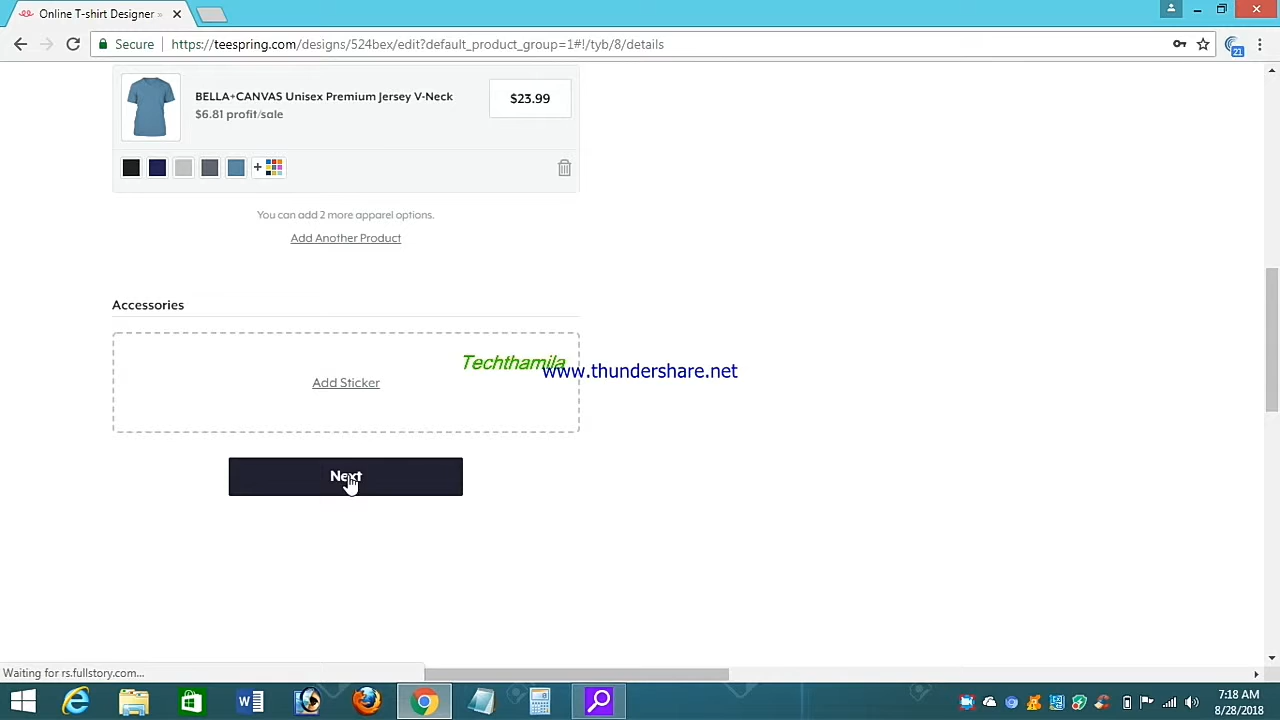 Online T-shirt Designer »
Secure
https://teespring.com/designs/524bex/edit?default_product_group=1#!/tyb/8/details
21
BELLA+CANVAS Unisex Premium Jersey V-Neck
$6.81 profit/sale
$23.99
+
You can add 2 more apparel options.
Add Another Product
Accessories
Techthamila
www.thundershare.net
Add Sticker
Next
Waiting for rs.fullstory.com...
7:18 AM
8/28/2018